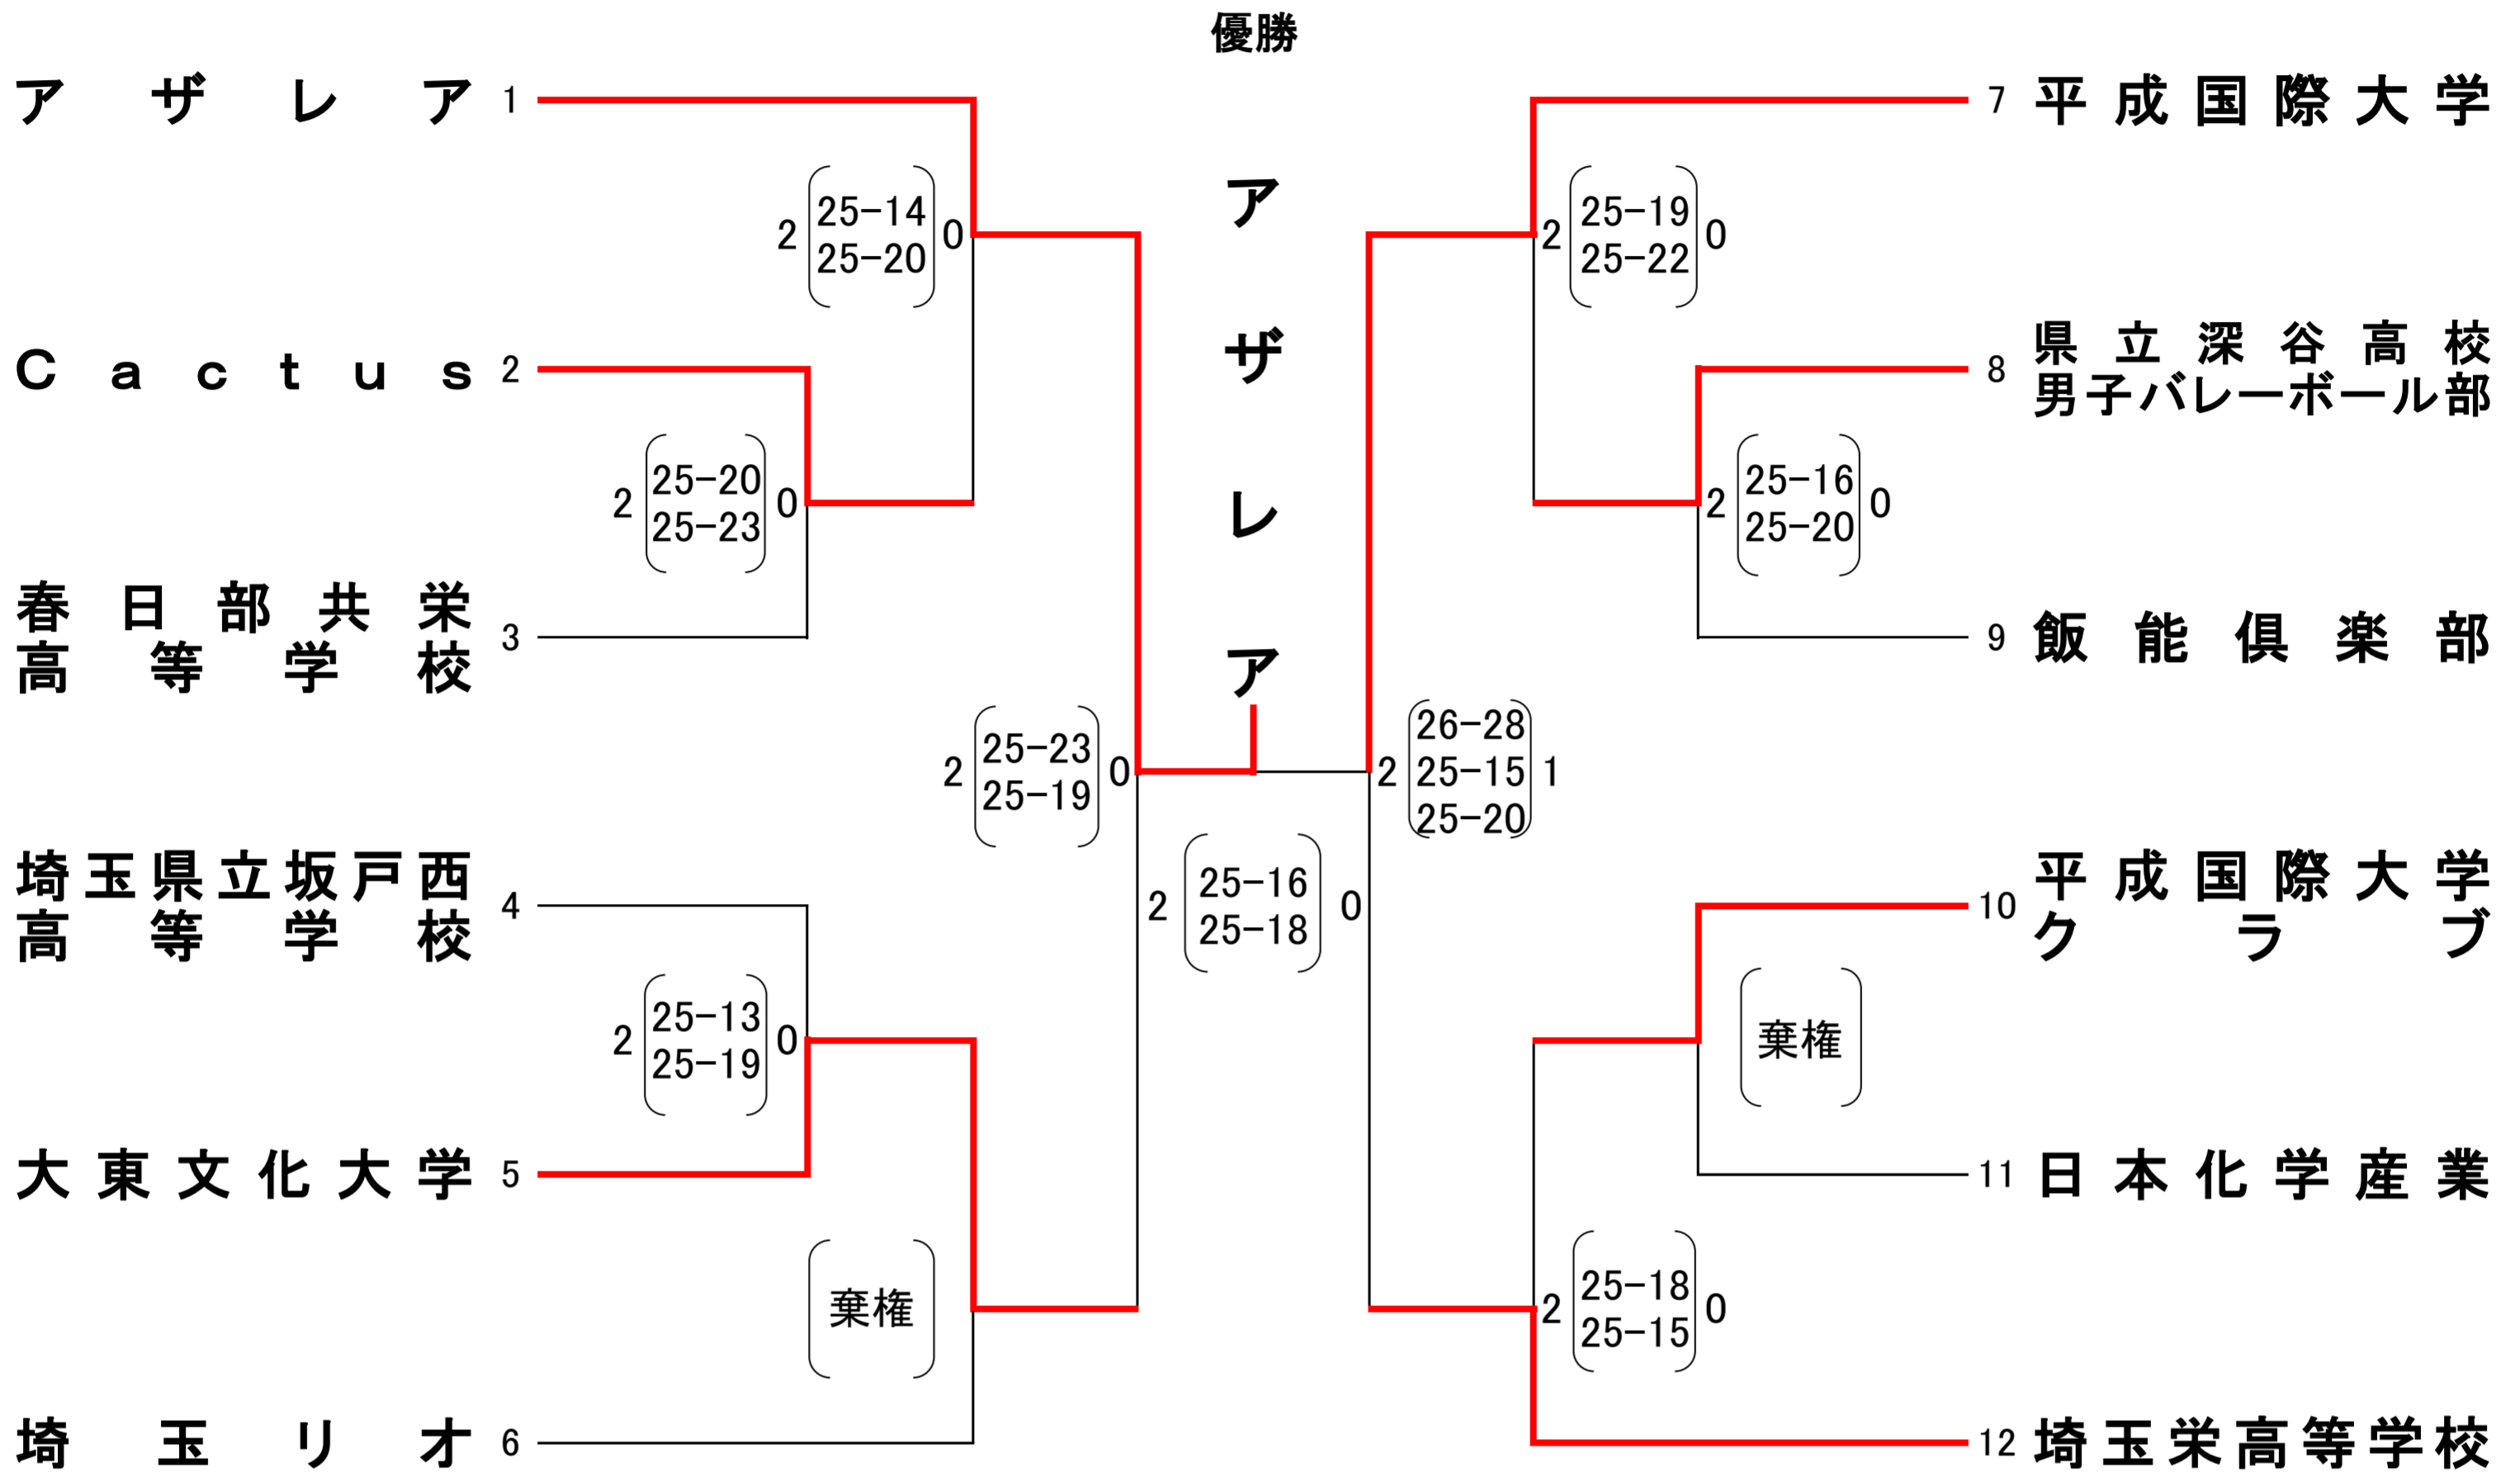 優勝
アザレア
アザレア 1
2 25-14 0
25-20
Cactus 2
2 25-20 0
25-23
春日部共栄
高等学校 3
2 25-23 0
25-19
埼玉県立坂戸西
高等学校 4
2 25-13 0
25-19
大東文化大学 5
棄権
埼玉リオ 6
2 25-16 0
25-18
7 平成国際大学
2 25-19 0
25-22
8 県立深谷高校
男子バレーボール部
2 25-16 0
25-20
9 飯能倶楽部
26-28
2 25-15 1
25-20
10 平成国際大学
クラブ
棄権
11 日本化学産業
2 25-18 0
25-15
12 埼玉栄高等学校